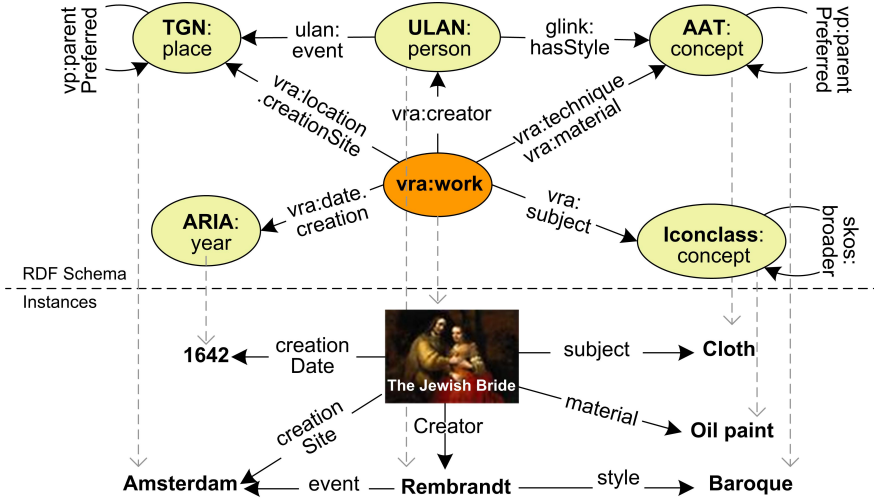 TGN:
place
ulan:
event
ULAN:
person
glink:
hasStyle
AAT:
concept
vp:parent
Preferred
vp:parent
Preferred
vra:location
.creationSite
vra:creator
vra:technique
vra:material
vra:work
ARIA:
year
vra:date.
creation
vra:
subject
Iconclass:
concept
skos:
broader
RDF Schema
Instances
1642
creation
Date
The Jewish Bride
subject
Cloth
creation
Site
Creator
material
Oil paint
Amsterdam
event
Rembrandt
style
Baroque